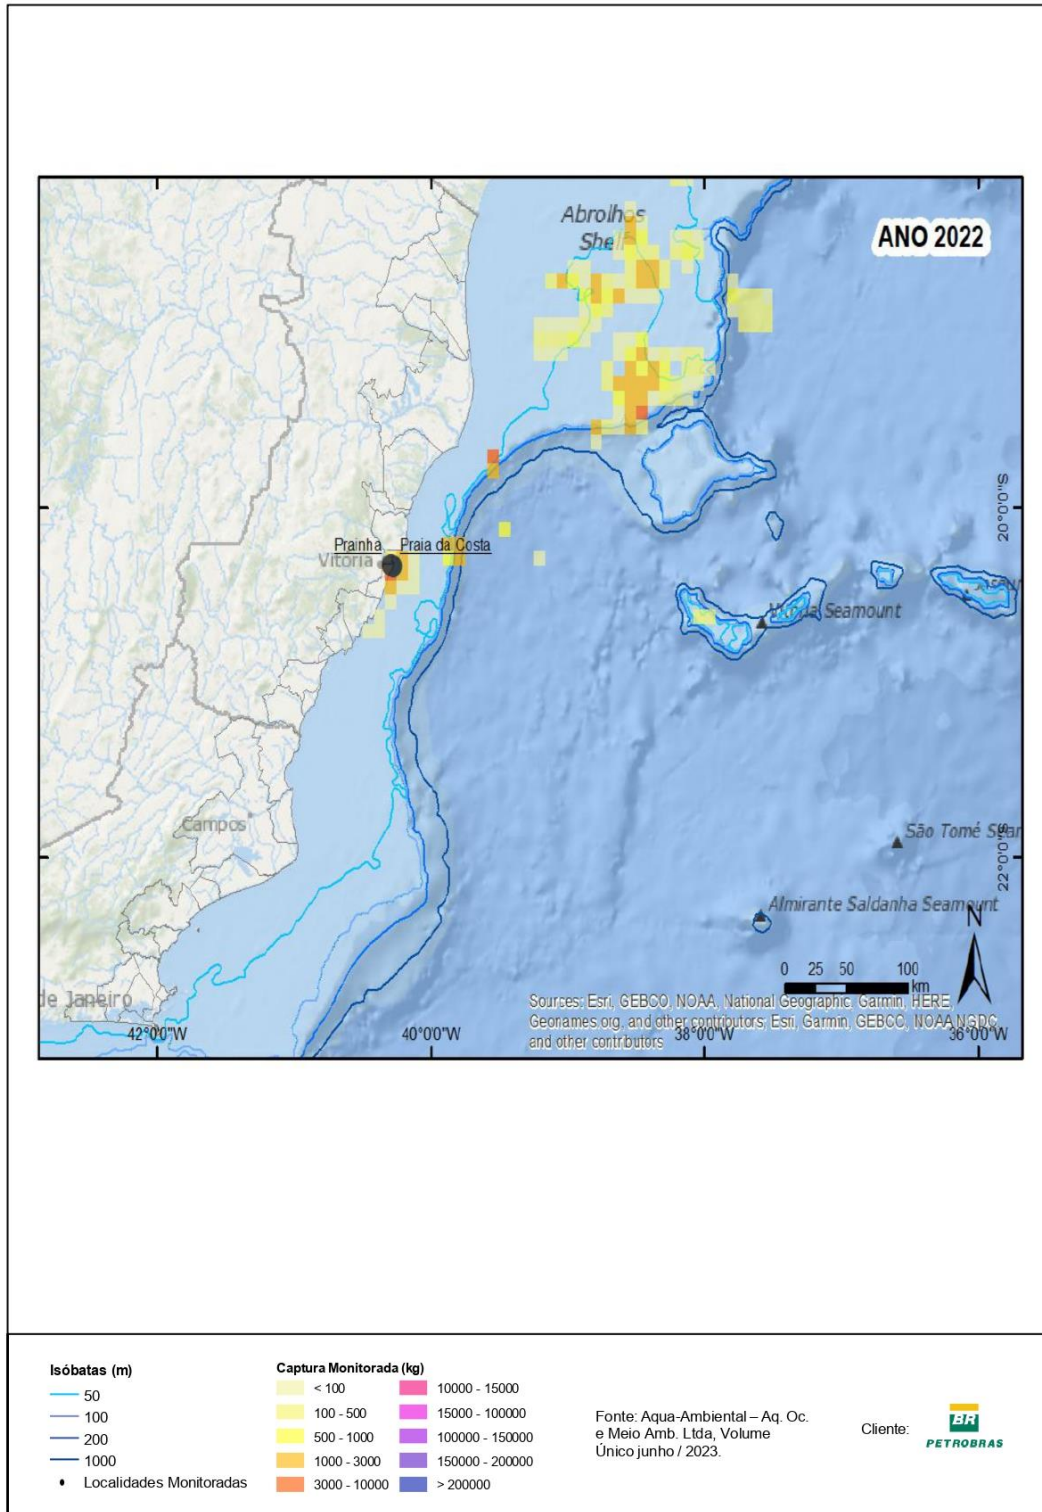 Abrolhos
Shelf
ANO 2022
20°0'0"S
Prainha
Praia da Costa
Vitória
Vitória Seamount
Campos
São Tomé
22°0'0"S
Almirante Saldanha Seamount
N
0 25 50 100
km
de Janeiro
Sources: Esri, GEBCO, NOAA, National Geographic, Garmin, HERE,
Geonames.org, and other contributors; Esri, Garmin, GEBCO, NOAA NGDC,
and other contributors
42°0'0"W
40°0'0"W
38°0'0"W
36°0'0"W
Isóbatas (m)
50
100
200
1000
Localidades Monitoradas
Captura Monitorada (kg)
< 100
100 - 500
500 - 1000
1000 - 3000
3000 - 10000
10000 - 15000
15000 - 100000
100000 - 150000
150000 - 200000
> 200000
Fonte: Aqua-Ambiental – Aq. Oc.
e Meio Amb. Ltda, Volume
Único junho / 2023.
Cliente:
BR
PETROBRAS